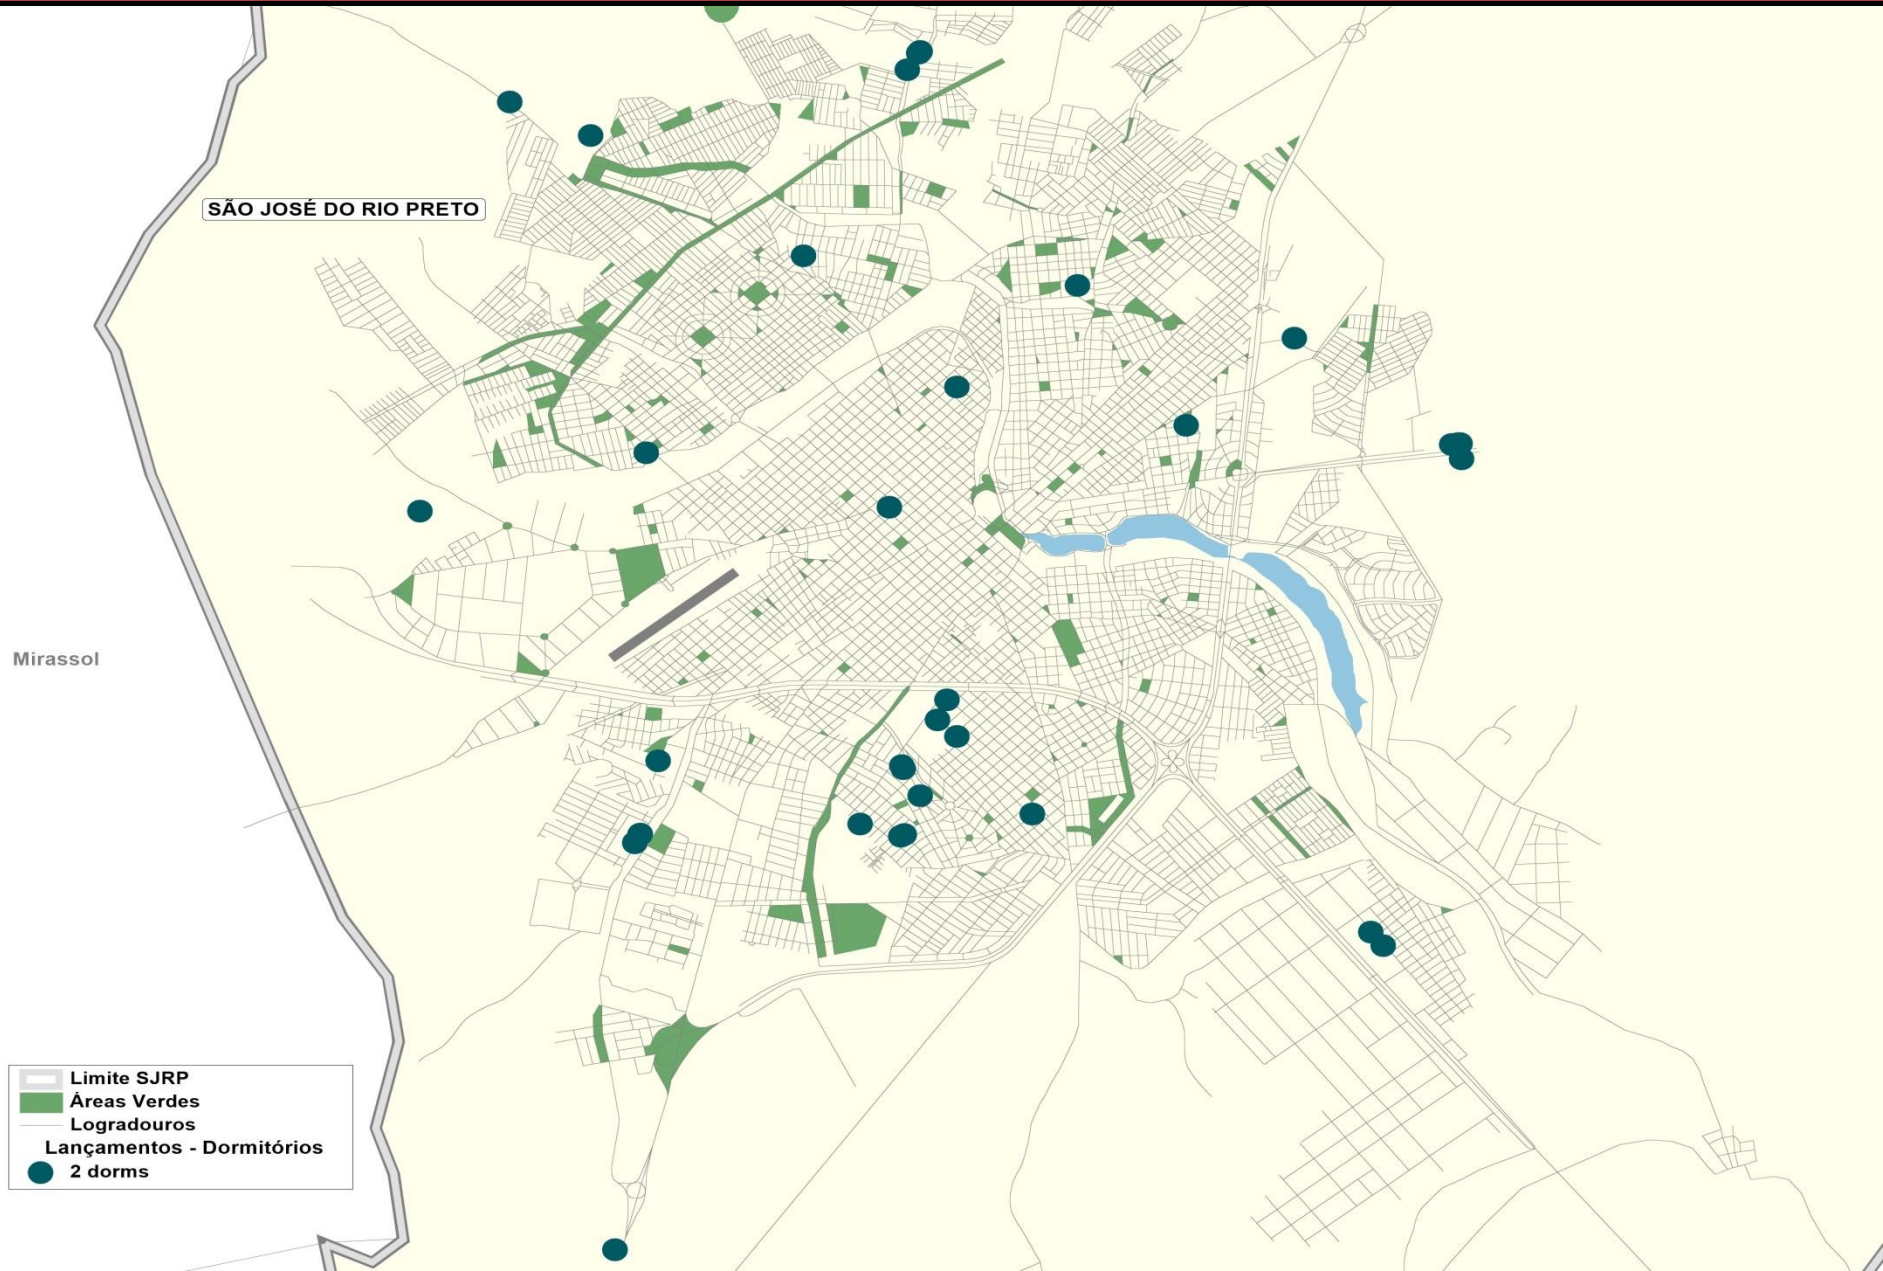 SÃO JOSÉ DO RIO PRETO
Mirassol
Limite SJRP
Áreas Verdes
Logradouros
Lançamentos - Dormitórios
2 dorms